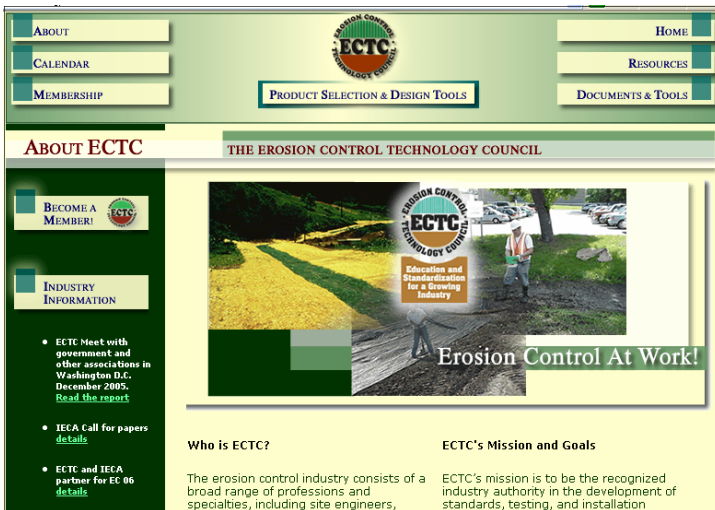 ABOUT
CALENDAR
MEMBERSHIP
EROSION CONTROL
ECTC
TECHNOLOGY COUNCIL
PRODUCT SELECTION & DESIGN TOOLS
HOME
RESOURCES
DOCUMENTS & TOOLS
ABOUT ECTC
THE EROSION CONTROL TECHNOLOGY COUNCIL
BECOME A
MEMBER!
ECTC
INDUSTRY
INFORMATION
• ECTC Meet with
government and
other associations in
Washington D.C.
December 2005.
Read the report
• IECA Call for papers
details
• ECTC and IECA
partner for EC 06
details
EROSION CONTROL
ECTC
TECHNOLOGY COUNCIL
Education and
Standardization
for a Growing
Industry
Erosion Control At Work!
Who is ECTC?
The erosion control industry consists of a
broad range of professions and
specialties, including site engineers,
ECTC's Mission and Goals
ECTC's mission is to be the recognized
industry authority in the development of
standards, testing, and installation